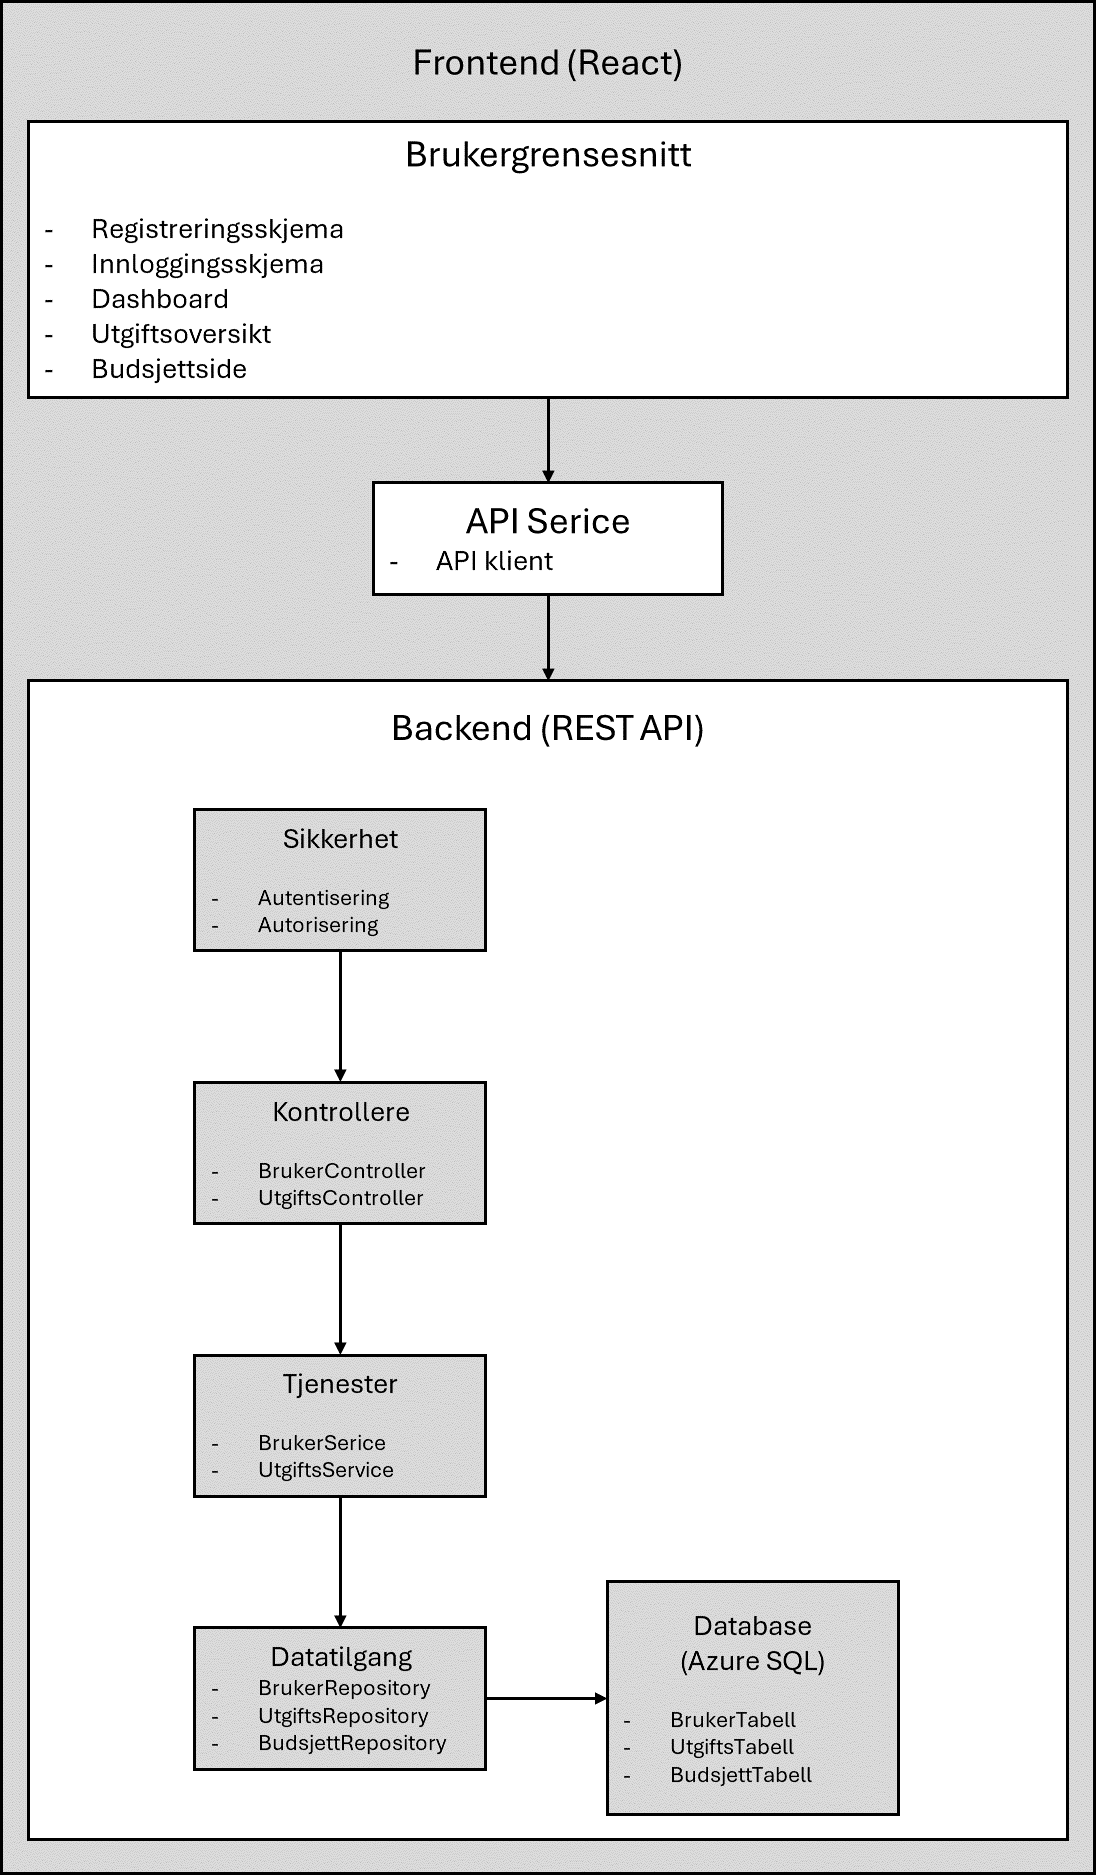 Frontend (React)
Brukergrensesnitt
- Registreringsskjema
- Innloggingsskjema
- Dashboard
- Utgiftsoversikt
- Budsjettside
API Serice
- API klient
Backend (REST API)
Sikkerhet
- Autentisering
- Autorisering
Kontrollere
- BrukerController
- UtgiftsController
Tjenester
- BrukerSerice
- UtgiftsService
Datatilgang
- BrukerRepository
- UtgiftsRepository
- BudsjettRepository
Database
(Azure SQL)
- BrukerTabell
- UtgiftsTabell
- BudsjettTabell